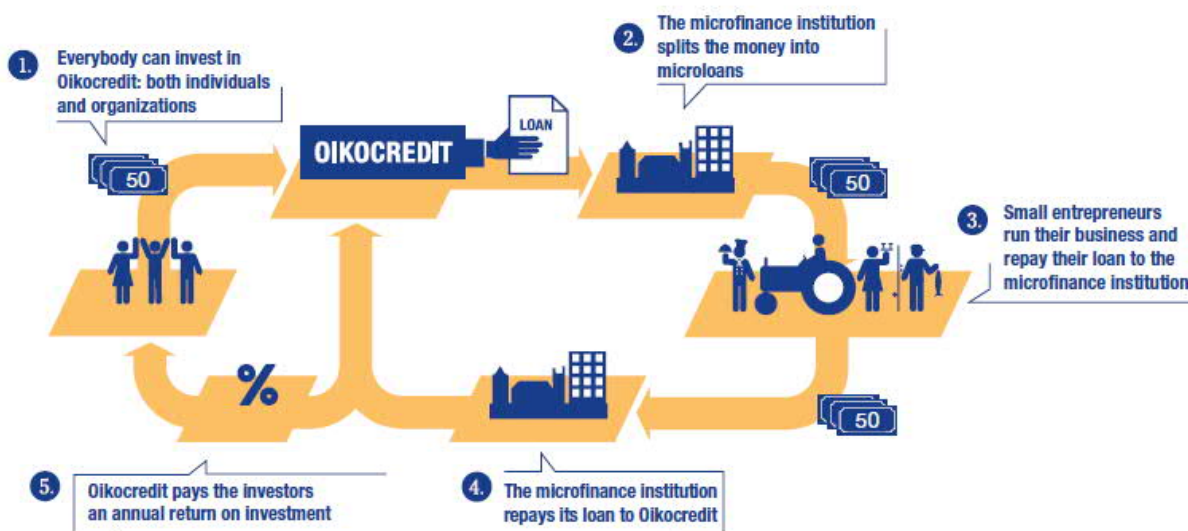 1.
Everybody can invest in
Oikocredit: both individuals
and organizations
50
OIKOCREDIT
LOAN
2.
The microfinance institution
splits the money into
microloans
50
3.
Small entrepreneurs
run their business and
repay their loan to the
microfinance institution
50
4.
The microfinance institution
repays its loan to Oikocredit
%
5.
Oikocredit pays the investors
an annual return on investment